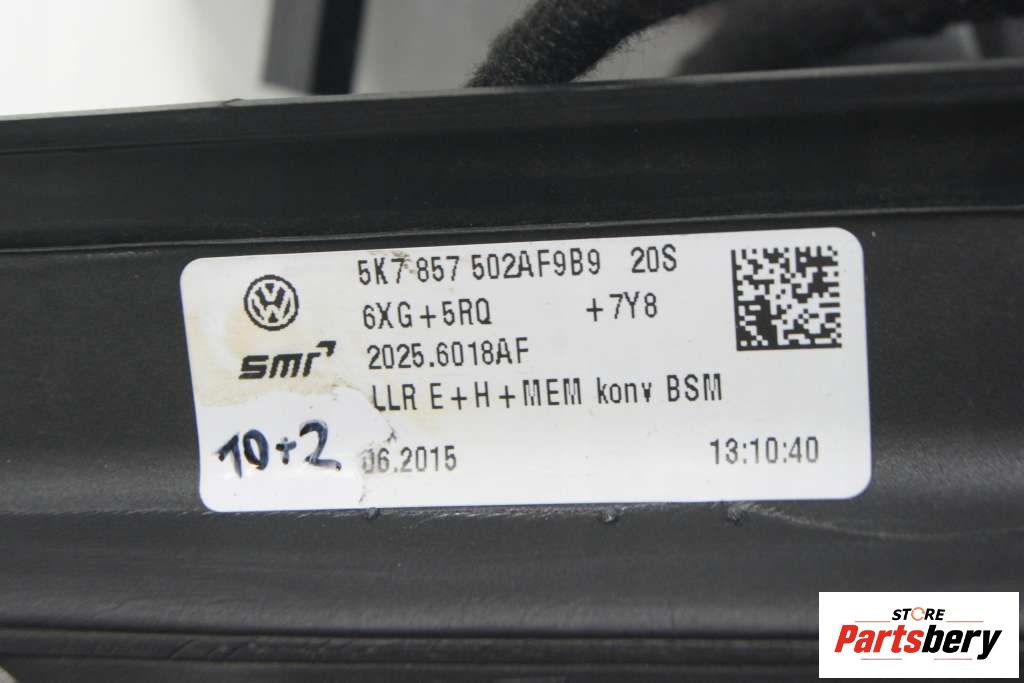 5K7 857 502AF9B9 20S
6XG+5RQ +7Y8
smr 2025.6018AF
LLR E+H+MEM konv BSM
10+2 06.2015 13:10:40
STORE
Partsbery